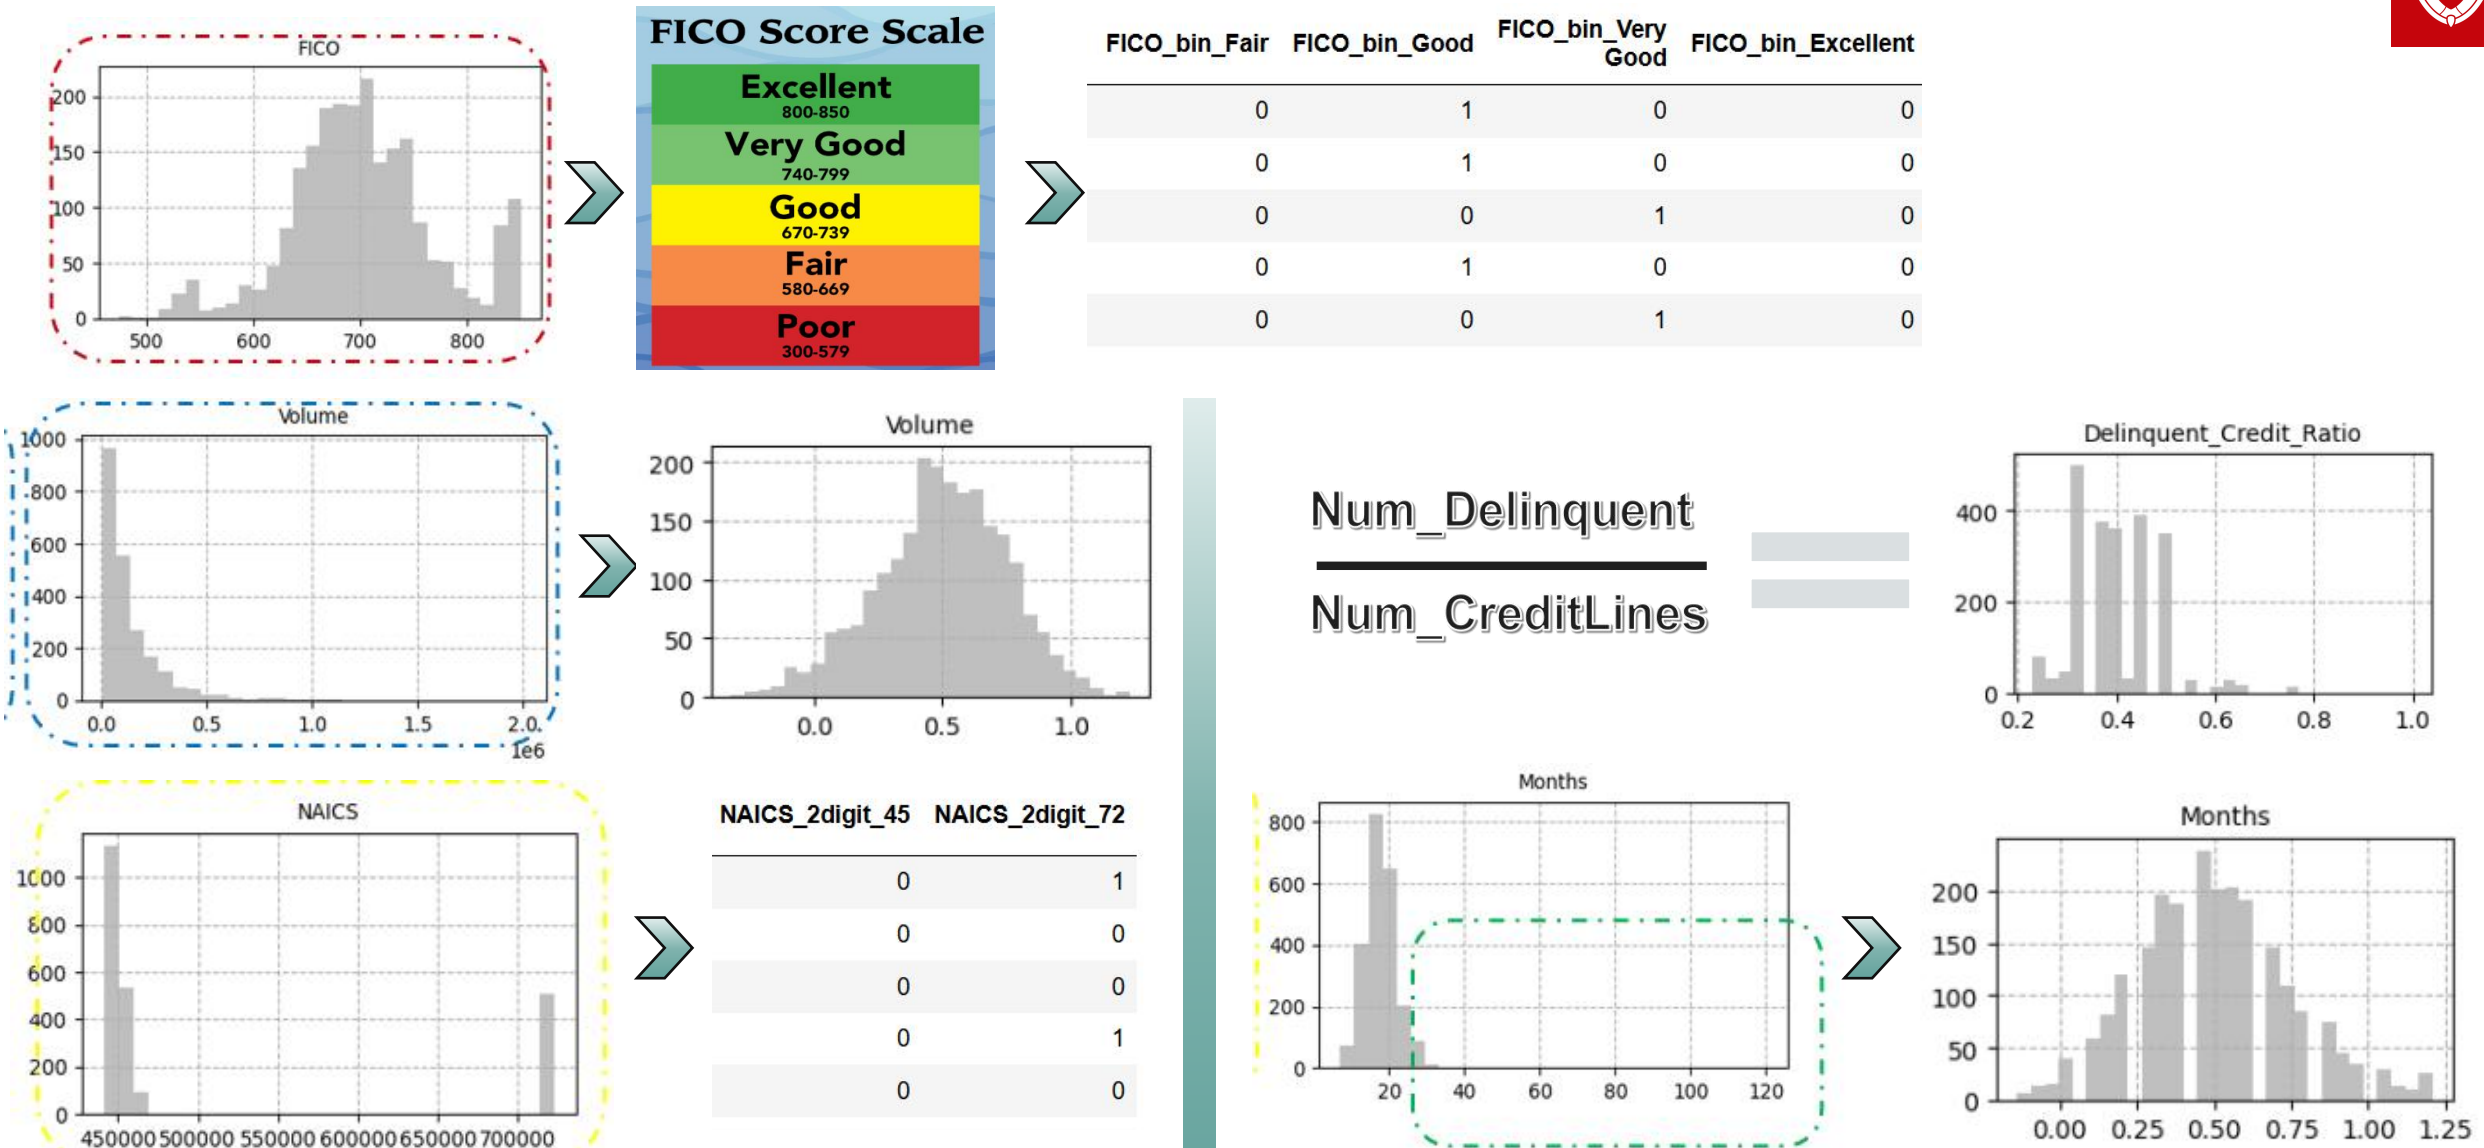 FICO
200
150
100
50
0
500 600 700 800
FICO Score Scale
Excellent
800-850
Very Good
740-799
Good
670-739
Fair
580-669
Poor
300-579
FICO_bin_Fair FICO_bin_Good FICO_bin_Very Good FICO_bin_Excellent
0 1 0 0
0 1 0 0
0 0 1 0
0 1 0 0
0 0 1 0
Volume
1000
800
600
400
200
0
0.0 0.5 1.0 1.5 2.0
1e6
Volume
200
150
100
50
0
0.0 0.5 1.0
Num_Delinquent
Num_CreditLines
Delinquent_Credit_Ratio
400
200
0
0.2 0.4 0.6 0.8 1.0
NAICS
1000
800
600
400
200
0
450000 500000 550000 600000 650000 700000
NAICS_2digit_45 NAICS_2digit_72
0 1
0 0
0 0
0 1
0 0
Months
800
600
400
200
0
20 40 60 80 100 120
Months
200
150
100
50
0
0.00 0.25 0.50 0.75 1.00 1.25